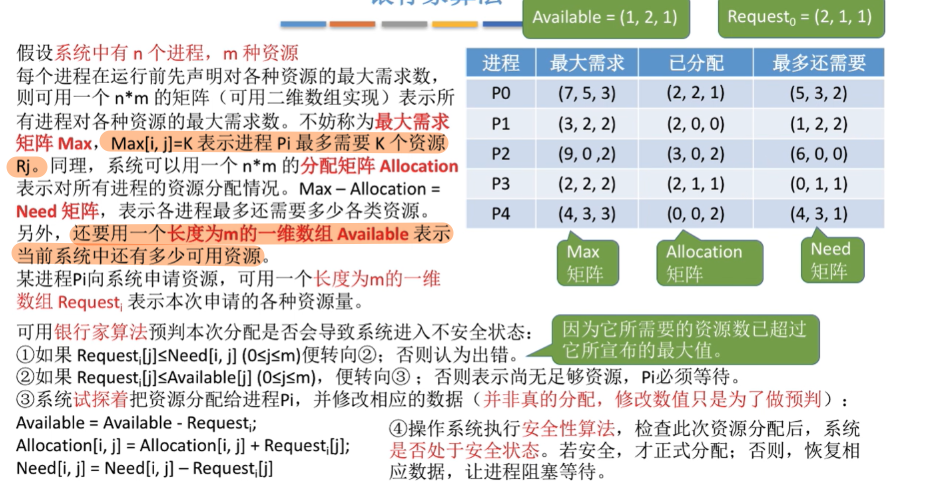 银行家算法
Available = (1, 2, 1)
Request₀ = (2, 1, 1)
假设系统中有 n 个进程，m 种资源
每个进程在运行前先声明对各种资源的最大需求数，
则可用一个 n*m 的矩阵（可用二维数组实现）表示所
有进程对各种资源的最大需求数。不妨称为最大需求
矩阵 Max，Max[i, j]=K 表示进程 Pi 最多需要 K 个资源
Rj。同理，系统可以用一个 n*m 的分配矩阵 Allocation
表示对所有进程的资源分配情况。Max – Allocation =
Need 矩阵，表示各进程最多还需要多少各类资源。
另外，还要用一个长度为m的一维数组 Available 表示
当前系统中还有多少可用资源。
某进程Pi向系统申请资源，可用一个长度为m的一维
数组 Requestᵢ 表示本次申请的各种资源量。
进程 最大需求 已分配 最多还需要
P0 (7, 5, 3) (2, 2, 1) (5, 3, 2)
P1 (3, 2, 2) (2, 0, 0) (1, 2, 2)
P2 (9, 0 ,2) (3, 0, 2) (6, 0, 0)
P3 (2, 2, 2) (2, 1, 1) (0, 1, 1)
P4 (4, 3, 3) (0, 0, 2) (4, 3, 1)
Max
矩阵
Allocation
矩阵
Need
矩阵
可用银行家算法预判本次分配是否会导致系统进入不安全状态：
①如果 Requestᵢ[j]≤Need[i, j] (0≤j≤m)便转向②；否则认为出错。
因为它所需要的资源数已超过
它所宣布的最大值。
②如果 Requestᵢ[j]≤Available[j] (0≤j≤m)，便转向③；否则表示尚无足够资源，Pi必须等待。
③系统试探着把资源分配给进程Pi，并修改相应的数据（并非真的分配，修改数值只是为了做预判）：
Available = Available - Requestᵢ;
Allocation[i, j] = Allocation[i, j] + Requestᵢ[j];
Need[i, j] = Need[i, j] – Requestᵢ[j]
④操作系统执行安全性算法，检查此次资源分配后，系统
是否处于安全状态。若安全，才正式分配；否则，恢复相
应数据，让进程阻塞等待。